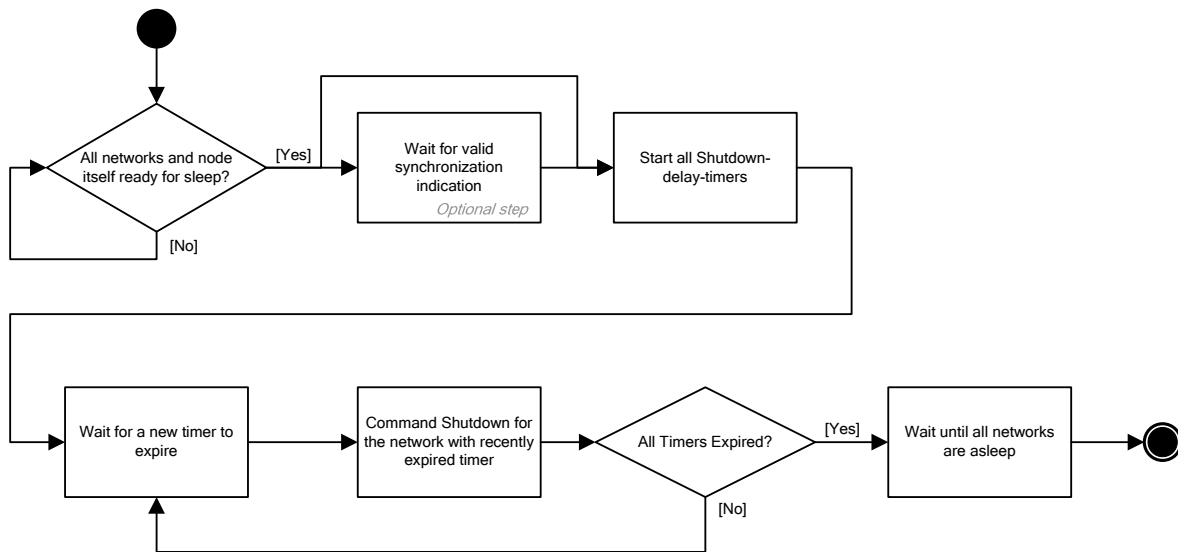 All networks and node
itself ready for sleep?
[Yes]
[No]
Wait for valid
synchronization
indication
Optional step
Start all Shutdown-
delay-timers
Wait for a new timer to
expire
Command Shutdown for
the network with recently
expired timer
All Timers Expired?
[Yes]
[No]
Wait until all networks
are asleep